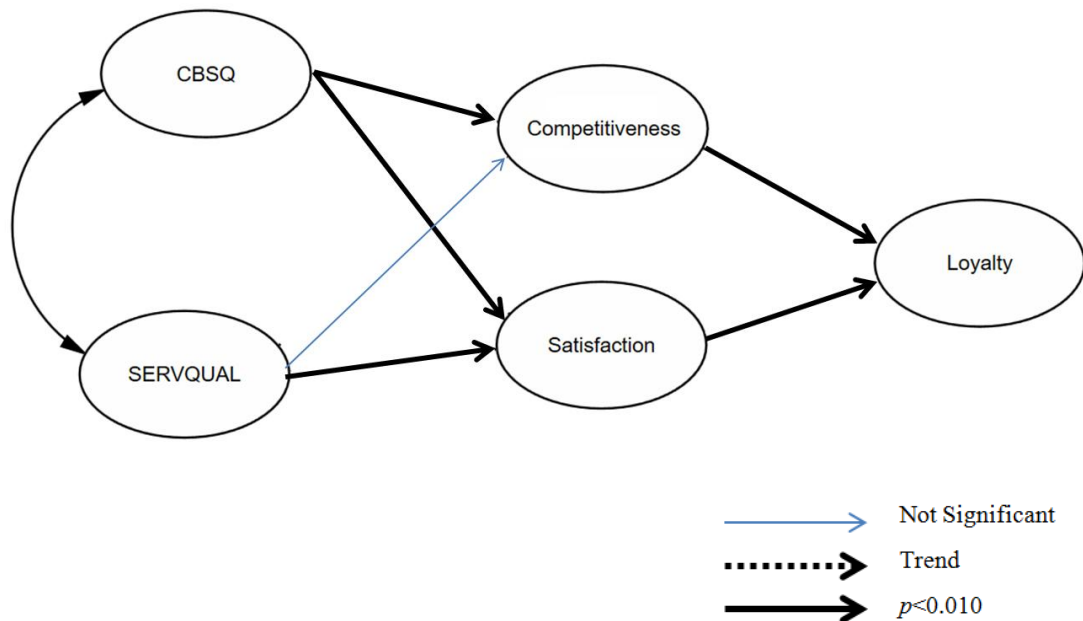 CBSQ
Competitiveness
Loyalty
Satisfaction
SERVQUAL
Not Significant
Trend
p<0.010